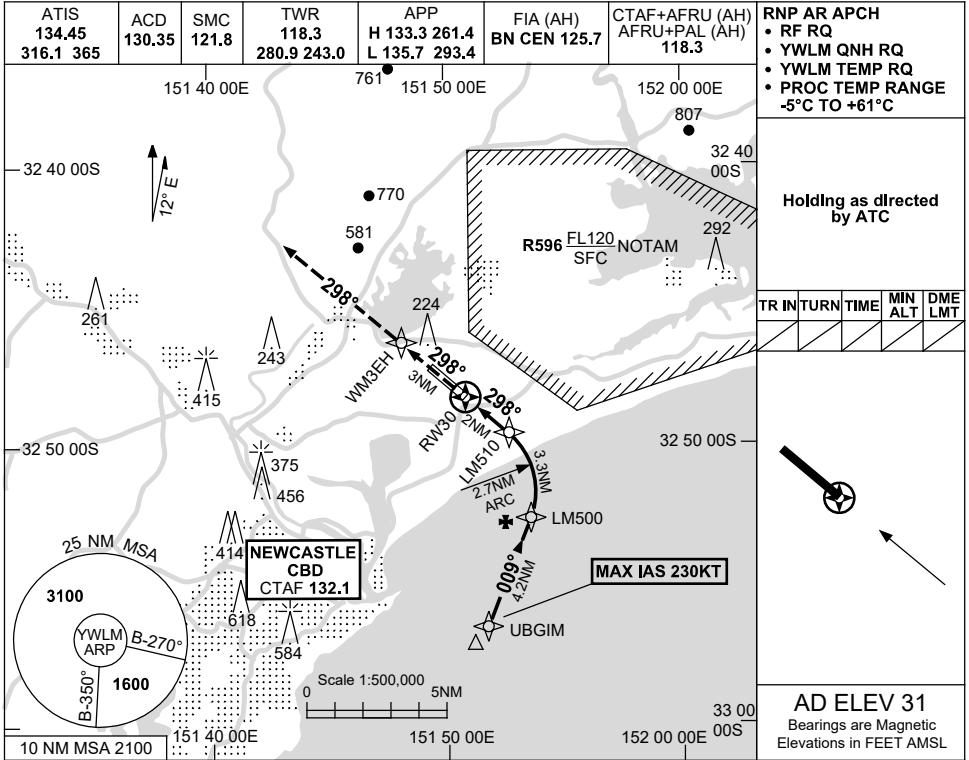 ATIS
134.45
316.1 365
ACD
130.35
SMC
121.8
TWR
118.3
280.9 243.0
APP
H 133.3 261.4
L 135.7 293.4
FIA (AH)
BN CEN 125.7
CTAF+AFRU (AH)
AFRU+PAL (AH)
118.3
RNP AR APCH
• RF RQ
• YWLM QNH RQ
• YWLM TEMP RQ
• PROC TEMP RANGE
-5°C TO +61°C
Holding as directed
by ATC
TR IN TURN TIME MIN ALT DME LMT
151 40 00E
761
151 50 00E
152 00 00E
807
32 40 00S
32 40
00S
12° E
770
581
R596 FL120 NOTAM
SFC
292
298°
261
243
224
WM3EH
298°
3NM
415
298°
RW30
2NM
LM510
32 50 00S
32 50 00S
3.3NM
375
456
2.7NM
ARC
LM500
414
NEWCASTLE
CBD
CTAF 132.1
009°
4.2NM
MAX IAS 230KT
25 NM MSA
3100
618
584
UBGIM
YWLM
ARP
B-270°
B-350°
1600
Scale 1:500,000
0 5NM
33 00
00S
10 NM MSA 2100
151 40 00E
151 50 00E
152 00 00E
AD ELEV 31
Bearings are Magnetic
Elevations in FEET AMSL